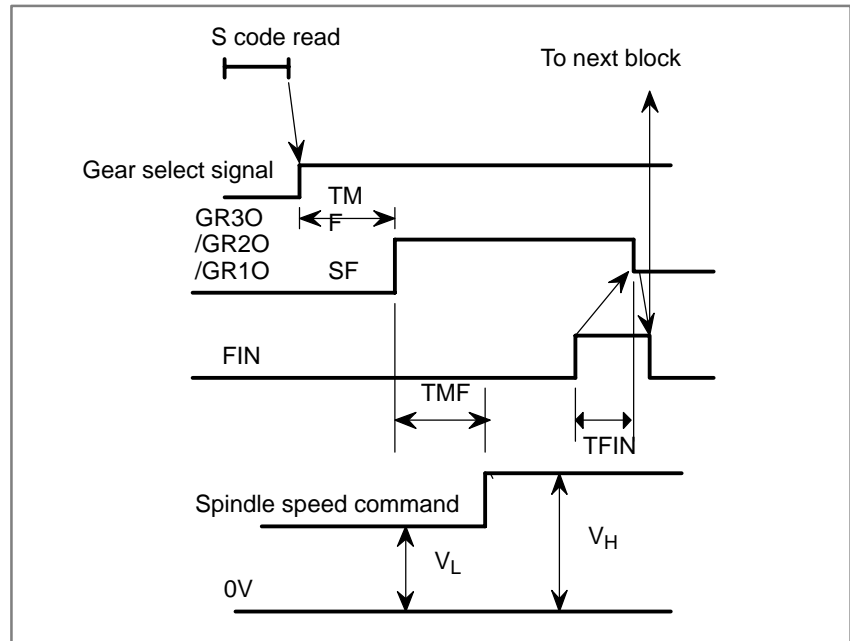 S code read
To next block
Gear select signal
TM
F
GR3O
/GR2O
/GR1O
SF
FIN
TMF
TFIN
Spindle speed command
VL
VH
0V